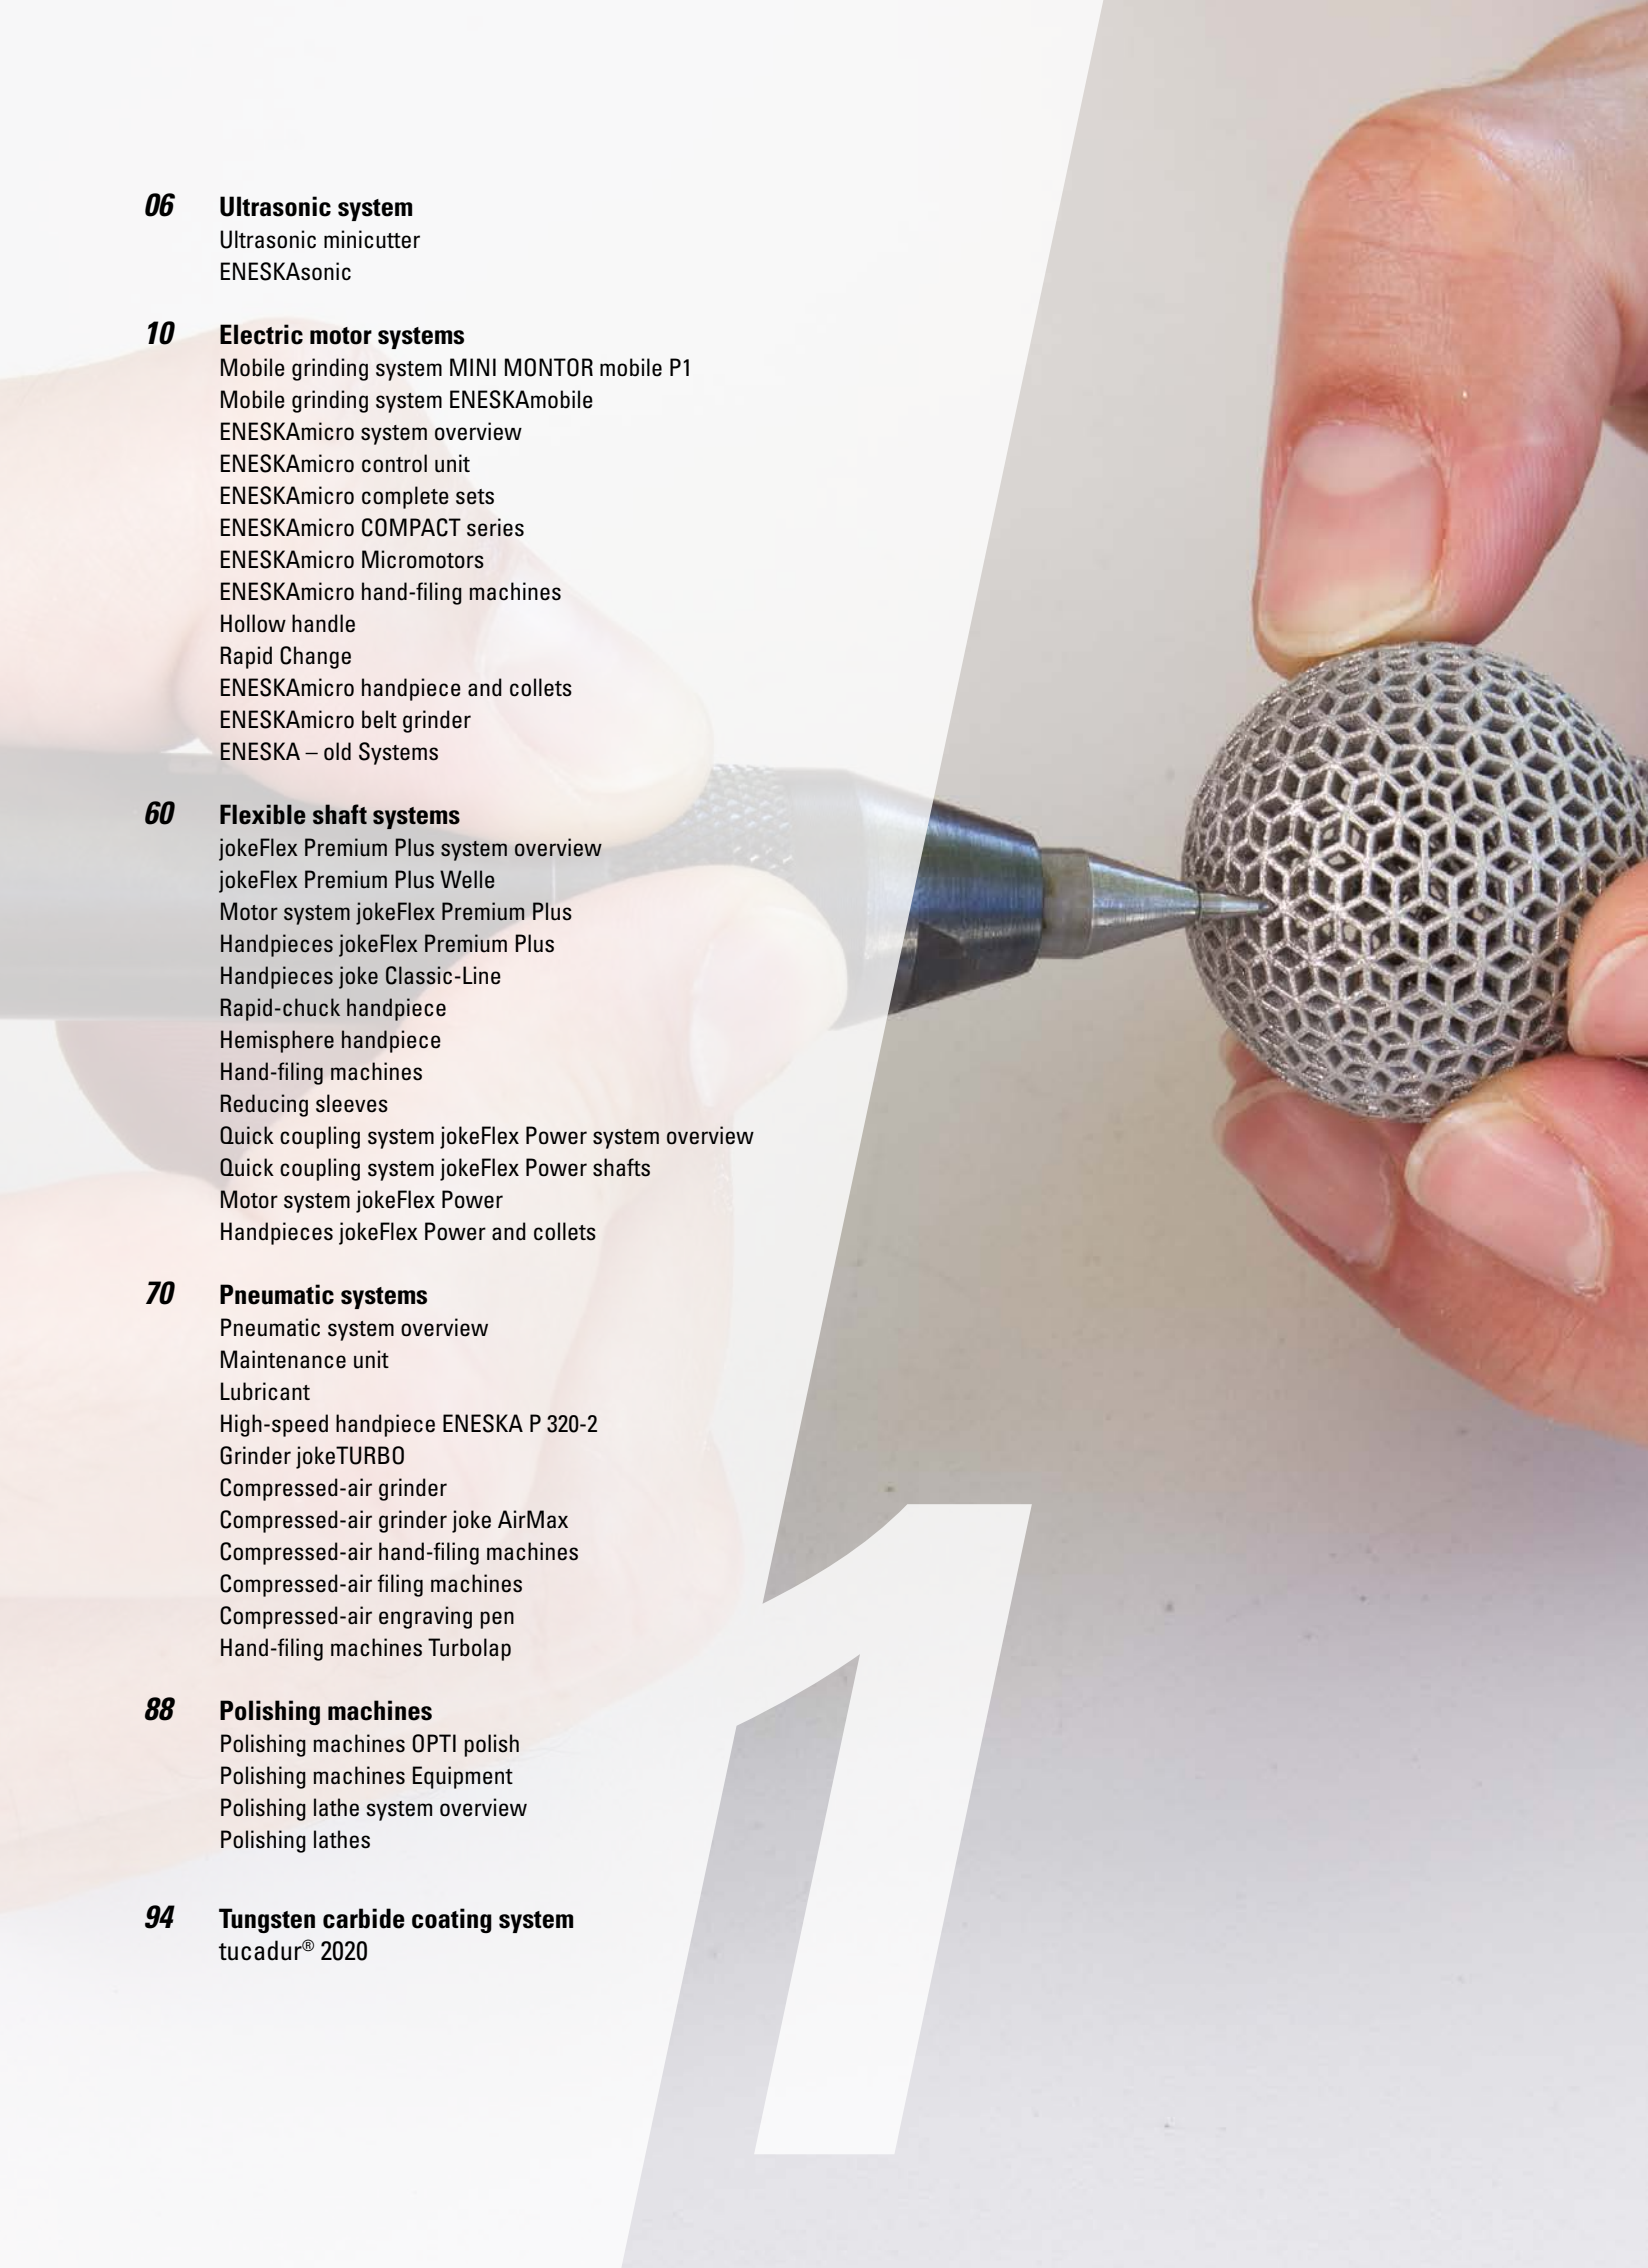 06 Ultrasonic system
Ultrasonic minicutter
ENESKAsonic
10 Electric motor systems
Mobile grinding system MINI MONTOR mobile P1
Mobile grinding system ENESKAmobile
ENESKAmicro system overview
ENESKAmicro control unit
ENESKAmicro complete sets
ENESKAmicro COMPACT series
ENESKAmicro Micromotors
ENESKAmicro hand-filing machines
Hollow handle
Rapid Change
ENESKAmicro handpiece and collets
ENESKAmicro belt grinder
ENESKA – old Systems
60 Flexible shaft systems
jokeFlex Premium Plus system overview
jokeFlex Premium Plus Welle
Motor system jokeFlex Premium Plus
Handpieces jokeFlex Premium Plus
Handpieces joke Classic-Line
Rapid-chuck handpiece
Hemisphere handpiece
Hand-filing machines
Reducing sleeves
Quick coupling system jokeFlex Power system overview
Quick coupling system jokeFlex Power shafts
Motor system jokeFlex Power
Handpieces jokeFlex Power and collets
70 Pneumatic systems
Pneumatic system overview
Maintenance unit
Lubricant
High-speed handpiece ENESKA P 320-2
Grinder jokeTURBO
Compressed-air grinder
Compressed-air grinder joke AirMax
Compressed-air hand-filing machines
Compressed-air filing machines
Compressed-air engraving pen
Hand-filing machines Turbolap
88 Polishing machines
Polishing machines OPTI polish
Polishing machines Equipment
Polishing lathe system overview
Polishing lathes
94 Tungsten carbide coating system
tucadur® 2020
1